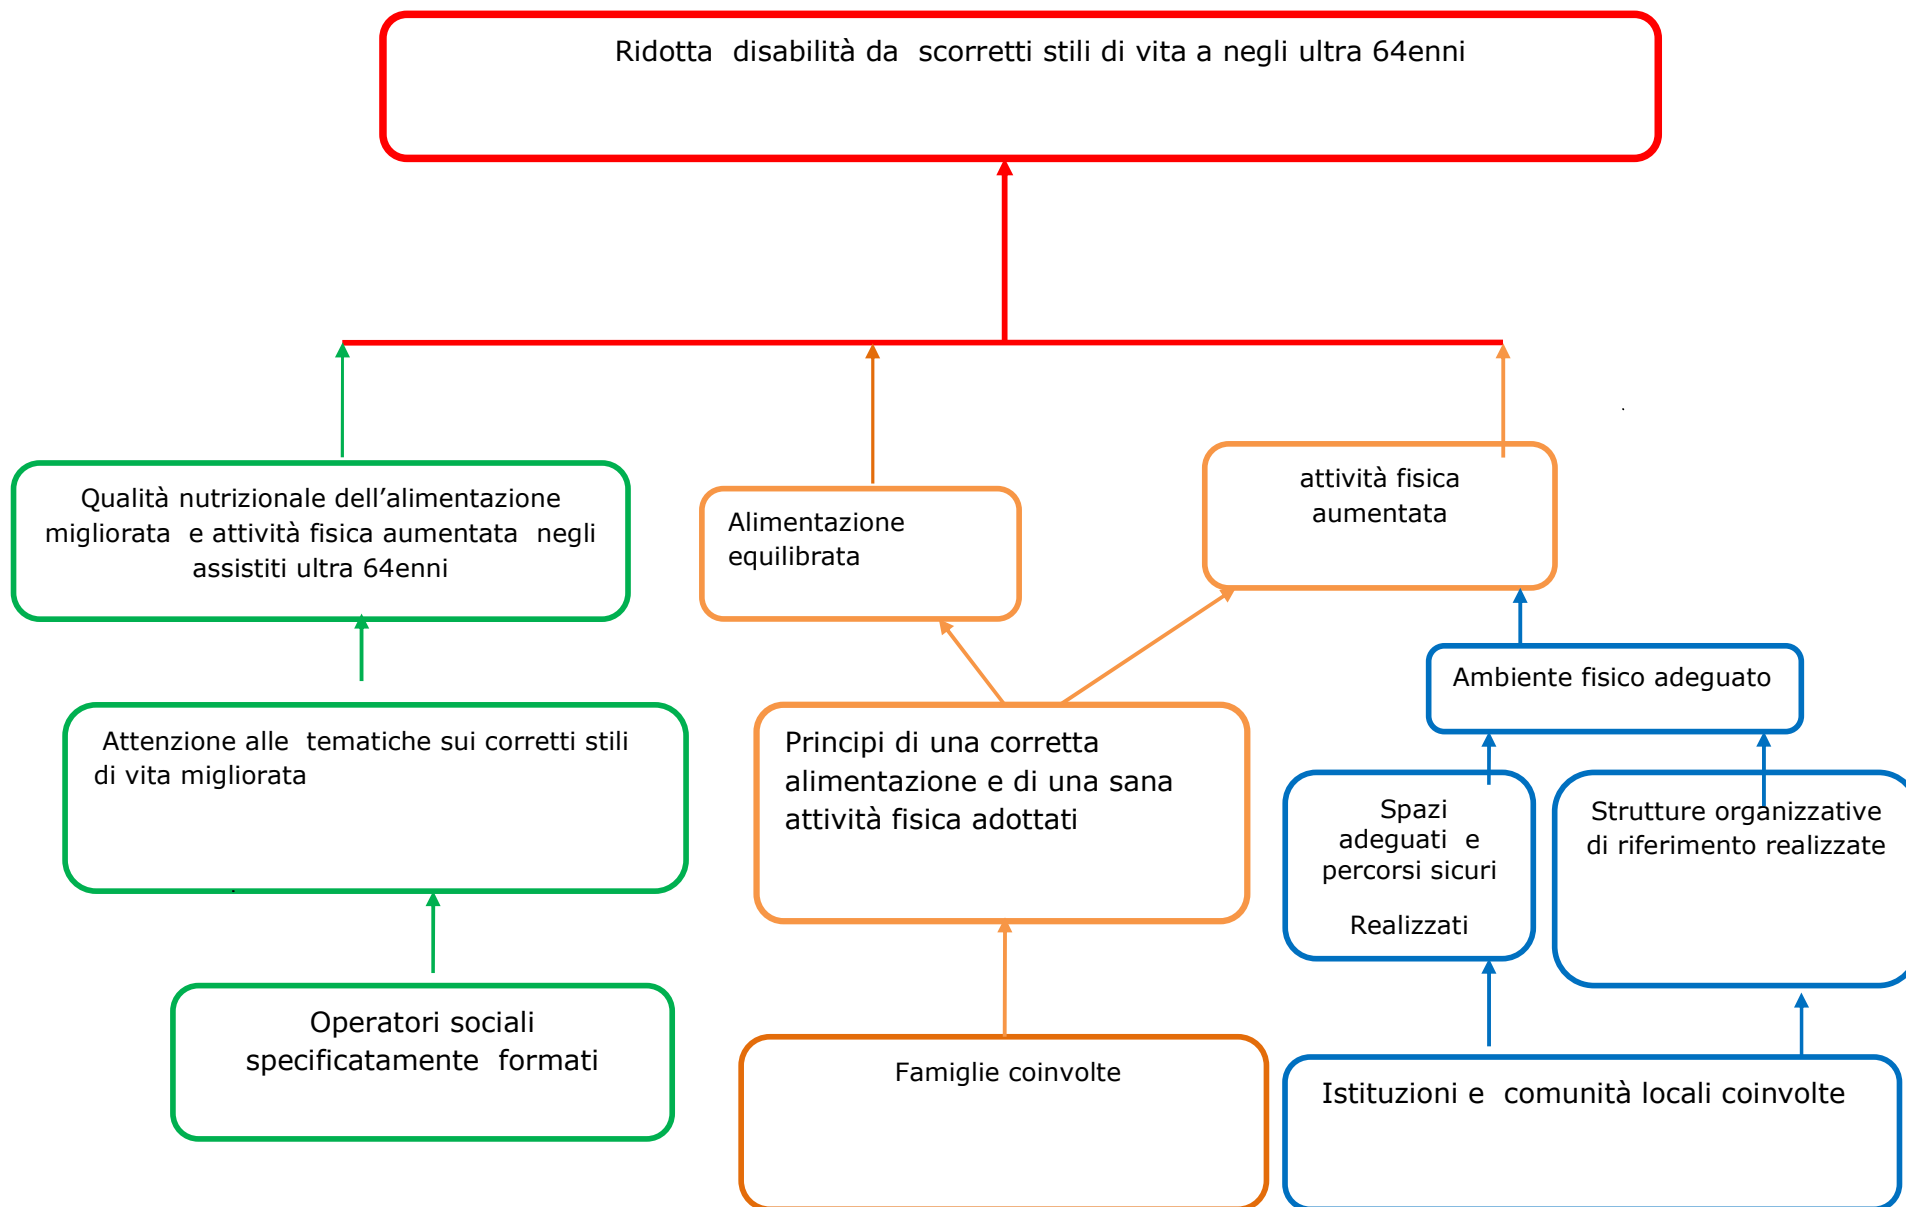 Ridotta disabilità da scorretti stili di vita a negli ultra 64enni
Qualità nutrizionale dell’alimentazione
migliorata e attività fisica aumentata negli
assistiti ultra 64enni
Alimentazione
equilibrata
attività fisica
aumentata
Ambiente fisico adeguato
Attenzione alle tematiche sui corretti stili
di vita migliorata
Principi di una corretta
alimentazione e di una sana
attività fisica adottati
Spazi
adeguati e
percorsi sicuri
Realizzati
Strutture organizzative
di riferimento realizzate
Operatori sociali
specificatamente formati
Famiglie coinvolte
Istituzioni e comunità locali coinvolte